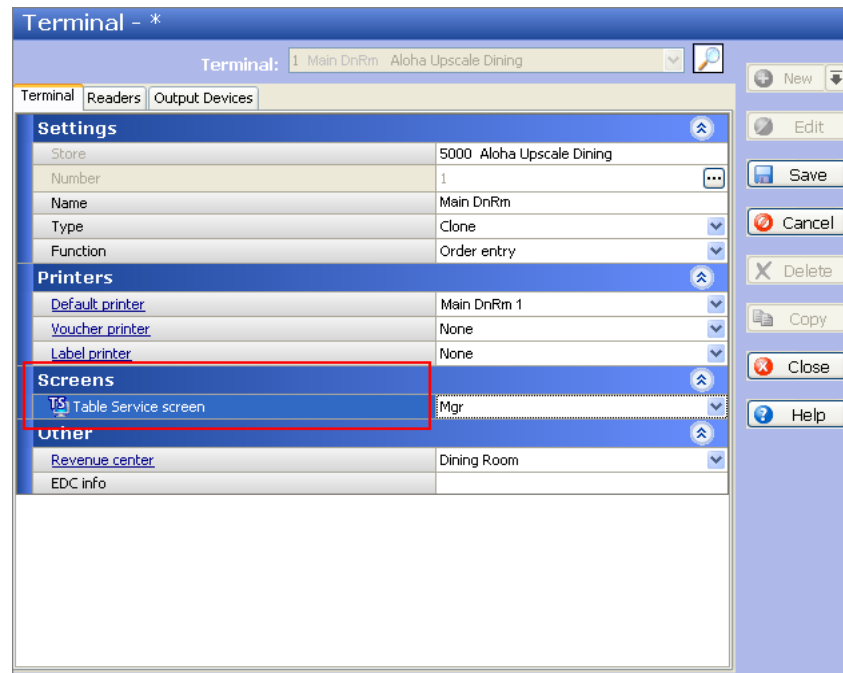 Terminal - *
Terminal: 1 Main DnRm Aloha Upscale Dining
New
Terminal Readers Output Devices
Settings
Edit
Store 5000 Aloha Upscale Dining
Number 1 ...
Save
Name Main DnRm
Type Clone
Cancel
Function Order entry
Printers
Delete
Default printer Main DnRm 1
Voucher printer None
Copy
Label printer None
Screens
Close
TS Table Service screen Mgr
Help
Other
Revenue center Dining Room
EDC info